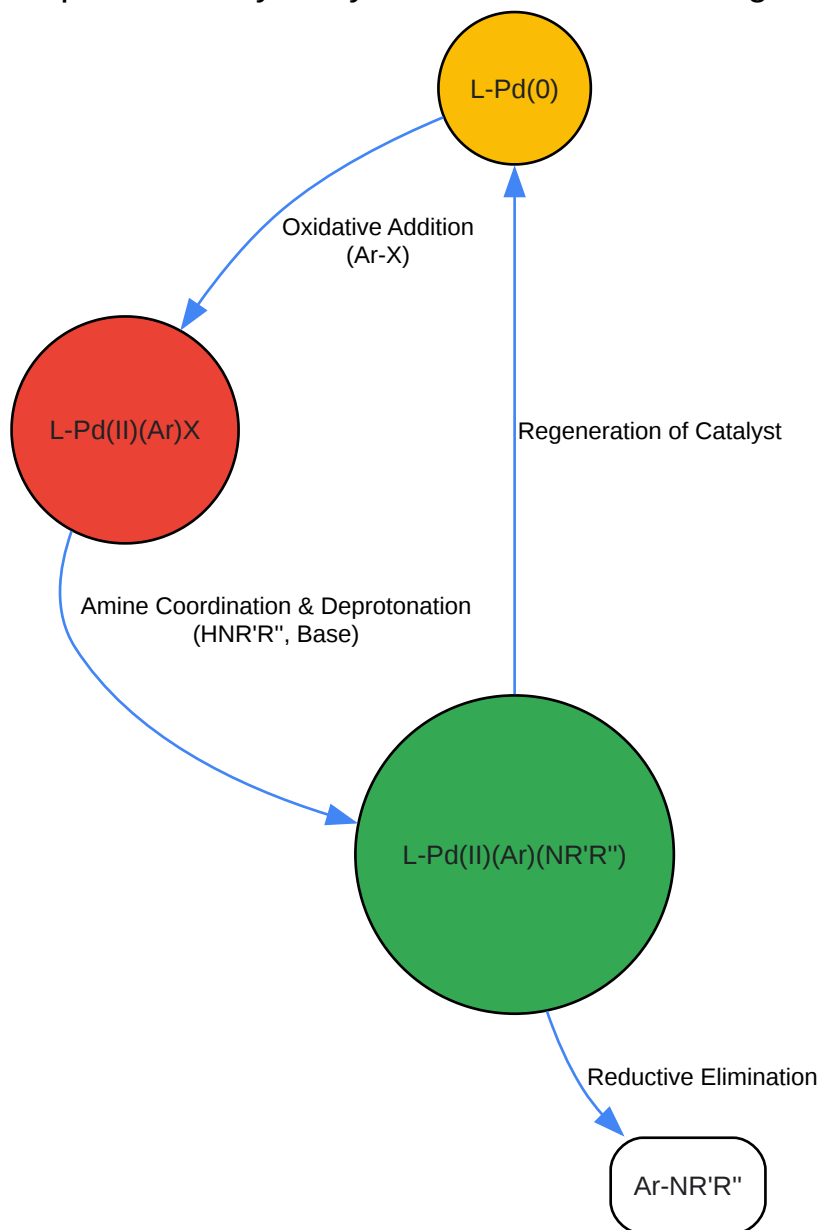 L-Pd(0)
Oxidative Addition
(Ar-X)
L-Pd(II)(Ar)X
Regeneration of Catalyst
Amine Coordination & Deprotonation
(HNR'R'', Base)
L-Pd(II)(Ar)(NR'R'')
Reductive Elimination
Ar-NR'R''